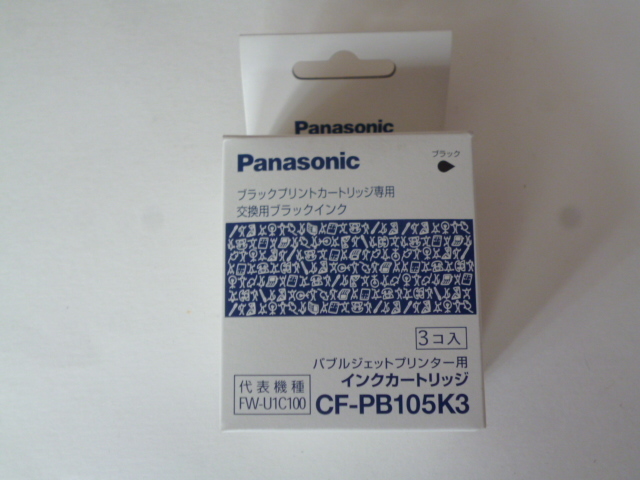 Panasonic
Panasonic
ブラック
ブラックプリントカートリッジ専用
交換用ブラックインク
3コ入
バブルジェットプリンター用
インクカートリッジ
代表機種
FW-U1C100
CF-PB105K3